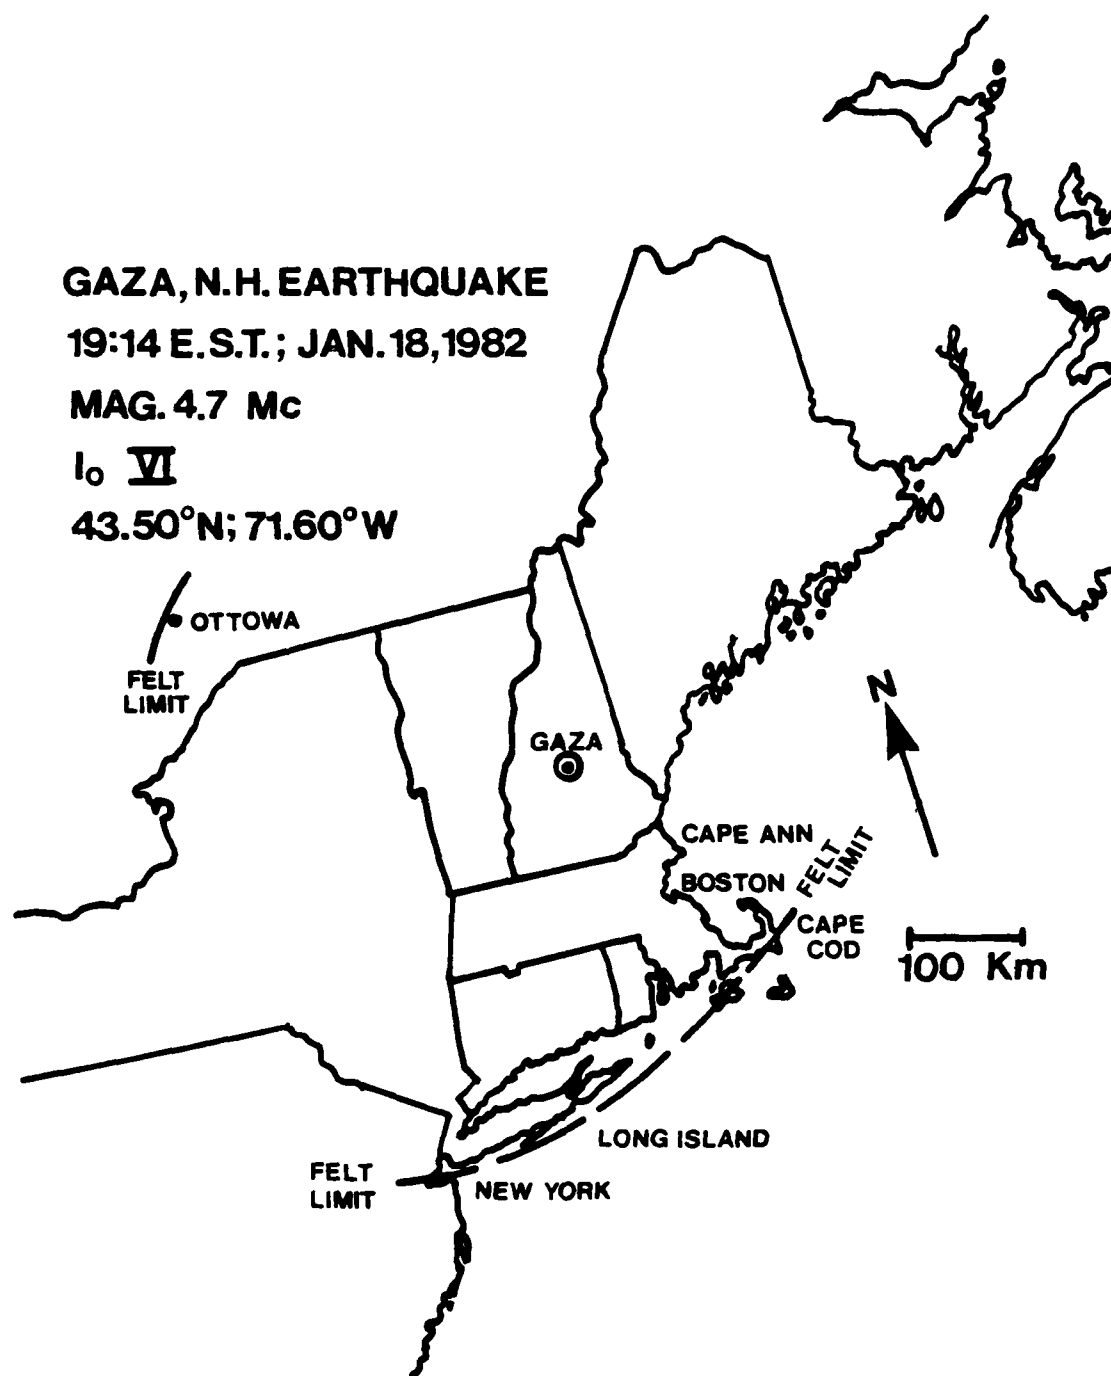 GAZA, N.H. EARTHQUAKE
19:14 E.S.T.; JAN. 18, 1982
MAG. 4.7 Mc
I₀ VI
43.50°N; 71.60°W
OTTOWA
FELT
LIMIT
N
GAZA
CAPE ANN
FELT
LIMIT
BOSTON
CAPE
COD
100 Km
LONG ISLAND
FELT
LIMIT
NEW YORK